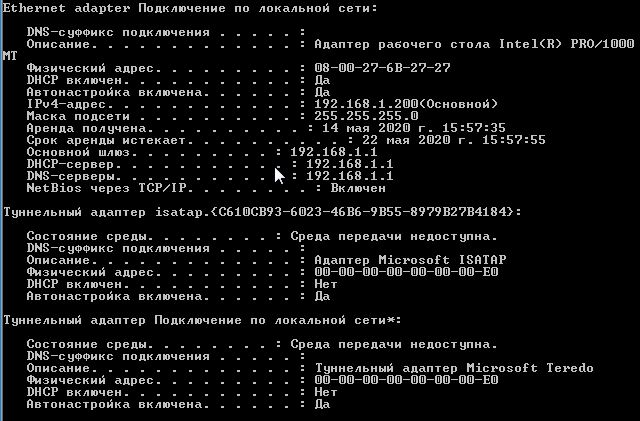 Ethernet adapter Подключение по локальной сети:
DNS-суффикс подключения . . . . . :
Описание. . . . . . . . . . . . . : Адаптер рабочего стола Intel(R) PRO/1000
MT
Физический адрес. . . . . . . . . : 08-00-27-6B-27-27
DHCP включен. . . . . . . . . . . : Да
Автонастройка включена. . . . . . : Да
IPv4-адрес. . . . . . . . . . . . : 192.168.1.200(Основной)
Маска подсети . . . . . . . . . . : 255.255.255.0
Аренда получена. . . . . . . . . . : 14 мая 2020 г. 15:57:35
Срок аренды истекает. . . . . . . . . . : 22 мая 2020 г. 15:57:55
Основной шлюз. . . . . . . . . : 192.168.1.1
DHCP-сервер. . . . . . . . . . . : 192.168.1.1
DNS-серверы. . . . . . . . . . . : 192.168.1.1
NetBios через TCP/IP. . . . . . . . : Включен
Туннельный адаптер isatap.{C610CB93-6023-46B6-9B55-8979B27B4184}:
Состояние среды. . . . . . . . : Среда передачи недоступна.
DNS-суффикс подключения . . . . . :
Описание. . . . . . . . . . . . . : Адаптер Microsoft ISATAP
Физический адрес. . . . . . . . . : 00-00-00-00-00-00-00-E0
DHCP включен. . . . . . . . . . . : Нет
Автонастройка включена. . . . . . : Да
Туннельный адаптер Подключение по локальной сети*:
Состояние среды. . . . . . . . : Среда передачи недоступна.
DNS-суффикс подключения . . . . . :
Описание. . . . . . . . . . . . . : Туннельный адаптер Microsoft Teredo
Физический адрес. . . . . . . . . : 00-00-00-00-00-00-00-E0
DHCP включен. . . . . . . . . . . : Нет
Автонастройка включена. . . . . . : Да